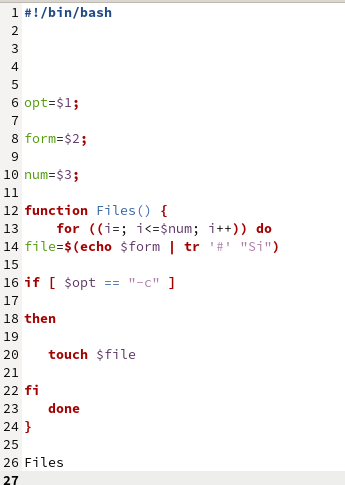 1 #!/bin/bash
2
3
4
5
6 opt=$1;
7
8 form=$2;
9
10 num=$3;
11
12 function Files() {
13     for ((i=; i<=$num; i++)) do
14 file=$(echo $form | tr '#' "Si")
15
16 if [ $opt == "-c" ]
17
18 then
19
20    touch $file
21
22 fi
23    done
24 }
25
26 Files
27